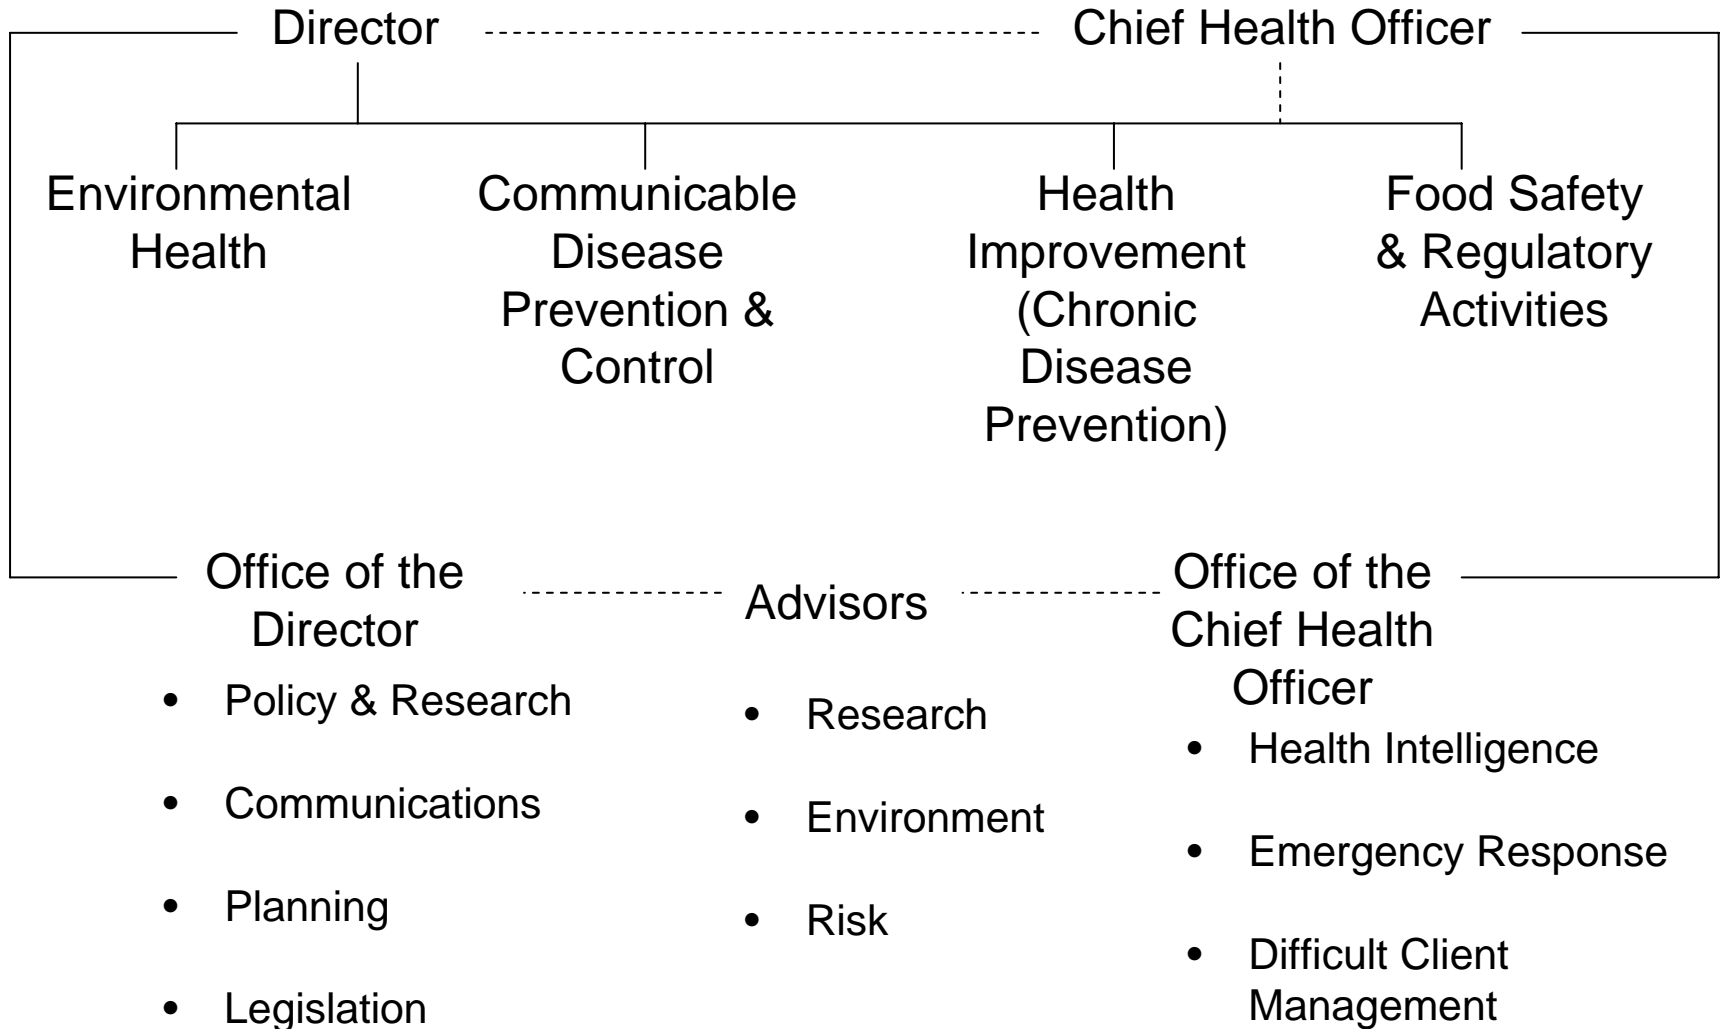 Director
Chief Health Officer
Environmental
Health
Communicable
Disease
Prevention &
Control
Health
Improvement
(Chronic
Disease
Prevention)
Food Safety
& Regulatory
Activities
Office of the
Director
• Policy & Research
• Communications
• Planning
• Legislation
Advisors
• Research
• Environment
• Risk
Office of the
Chief Health
Officer
• Health Intelligence
• Emergency Response
• Difficult Client
Management